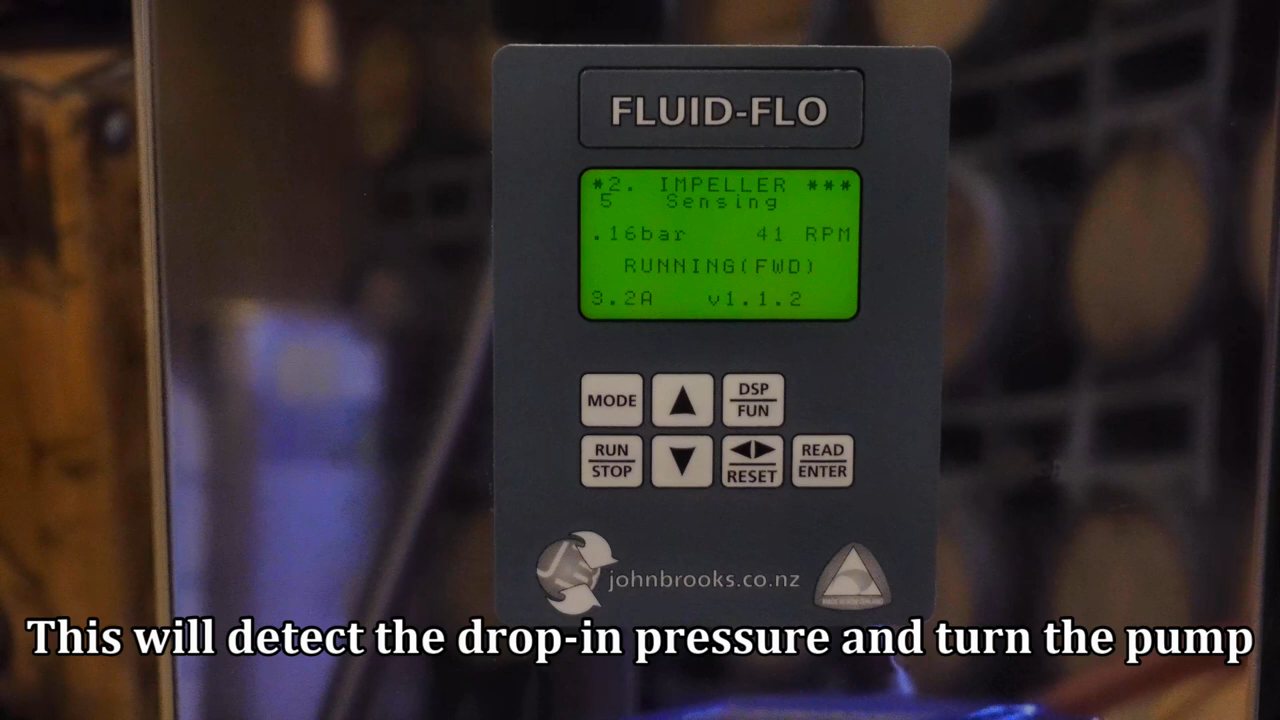 FLUID-FLO
*2. IMPELLER ***
5 Sensing
.16bar 41 RPM
RUNNING(FWD)
3.2A v1.1.2
MODE
DSP
FUN
RUN
STOP
RESET
READ
ENTER
johnbrooks.co.nz
This will detect the drop-in pressure and turn the pump